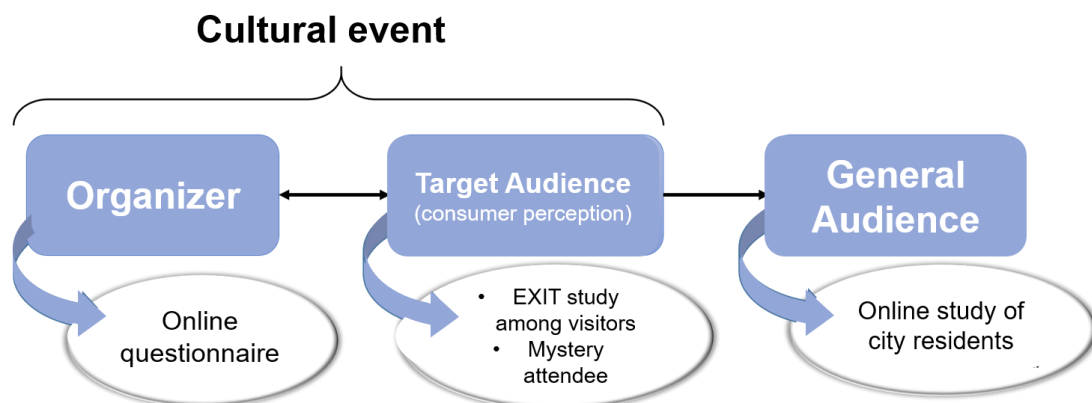 Cultural event
Organizer
Target Audience
(consumer perception)
General
Audience
Online
questionnaire
• EXIT study
among visitors
• Mystery
attendee
Online study of
city residents